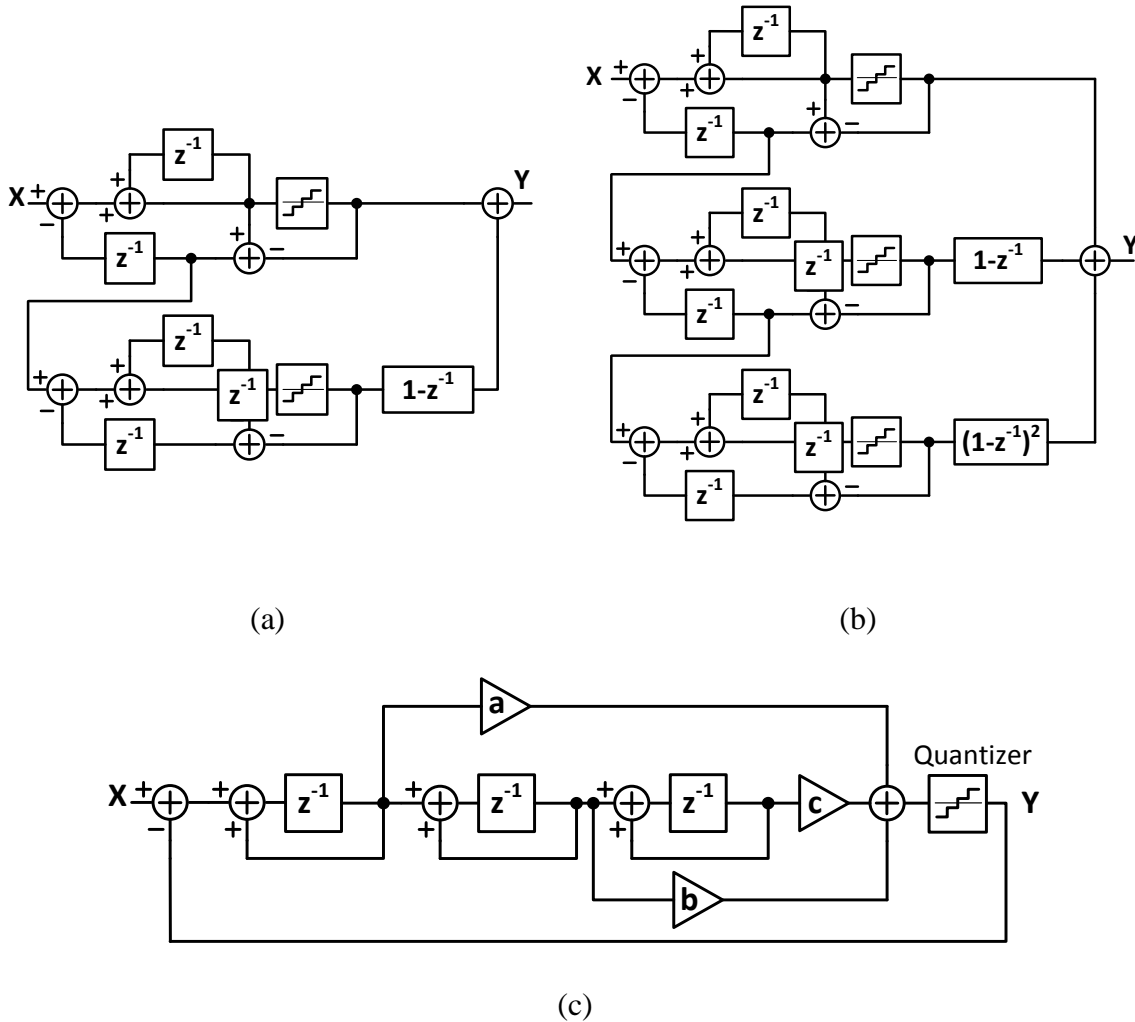 z⁻¹
X + − + +
z⁻¹
+ −
z⁻¹
+ − + +
z⁻¹
1-z⁻¹
z⁻¹
−
Y
(a)
z⁻¹
X + − + +
z⁻¹
+ −
z⁻¹
+ − + +
z⁻¹
1-z⁻¹
z⁻¹
−
Y
z⁻¹
+ − + +
z⁻¹
(1-z⁻¹)²
z⁻¹
−
(b)
a
Quantizer
X + − + + z⁻¹ + + z⁻¹ + + z⁻¹ c Y
b
(c)